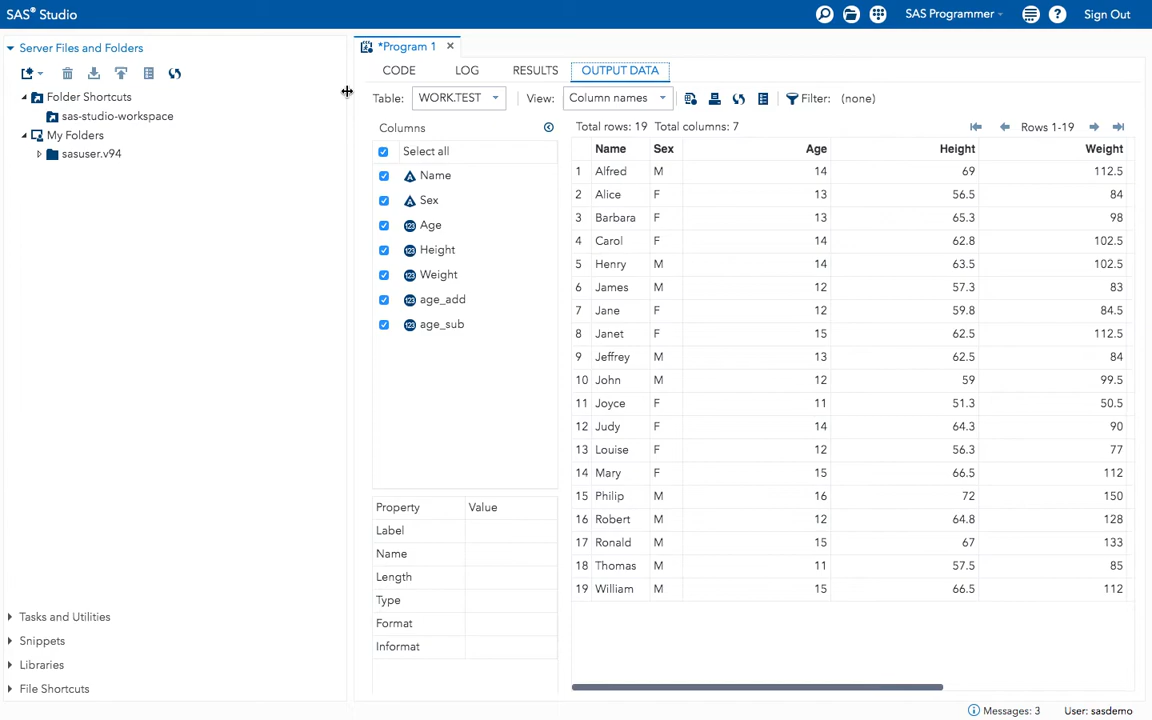 SAS® Studio
SAS Programmer
Sign Out
Server Files and Folders
Folder Shortcuts
sas-studio-workspace
My Folders
sasuser.v94
Tasks and Utilities
Snippets
Libraries
File Shortcuts
*Program 1
CODE LOG RESULTS OUTPUT DATA
Table: WORK.TEST View: Column names Filter: (none)
Columns
Select all
Name
Sex
Age
Height
Weight
age_add
age_sub
Property Value
Label
Name
Length
Type
Format
Informat
Total rows: 19 Total columns: 7 Rows 1-19
Name Sex Age Height Weight
1 Alfred M 14 69 112.5
2 Alice F 13 56.5 84
3 Barbara F 13 65.3 98
4 Carol F 14 62.8 102.5
5 Henry M 14 63.5 102.5
6 James M 12 57.3 83
7 Jane F 12 59.8 84.5
8 Janet F 15 62.5 112.5
9 Jeffrey M 13 62.5 84
10 John M 12 59 99.5
11 Joyce F 11 51.3 50.5
12 Judy F 14 64.3 90
13 Louise F 12 56.3 77
14 Mary F 15 66.5 112
15 Philip M 16 72 150
16 Robert M 12 64.8 128
17 Ronald M 15 67 133
18 Thomas M 11 57.5 85
19 William M 15 66.5 112
Messages: 3 User: sasdemo